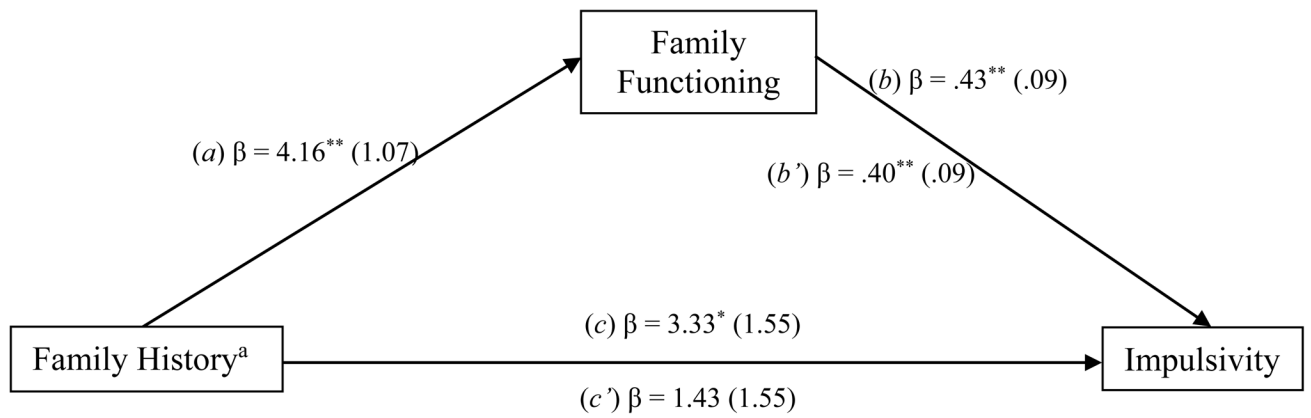 Family
Functioning
(b) β = .43** (.09)
(a) β = 4.16** (1.07)
(b’) β = .40** (.09)
(c) β = 3.33* (1.55)
Family Historyᵃ
Impulsivity
(c’) β = 1.43 (1.55)